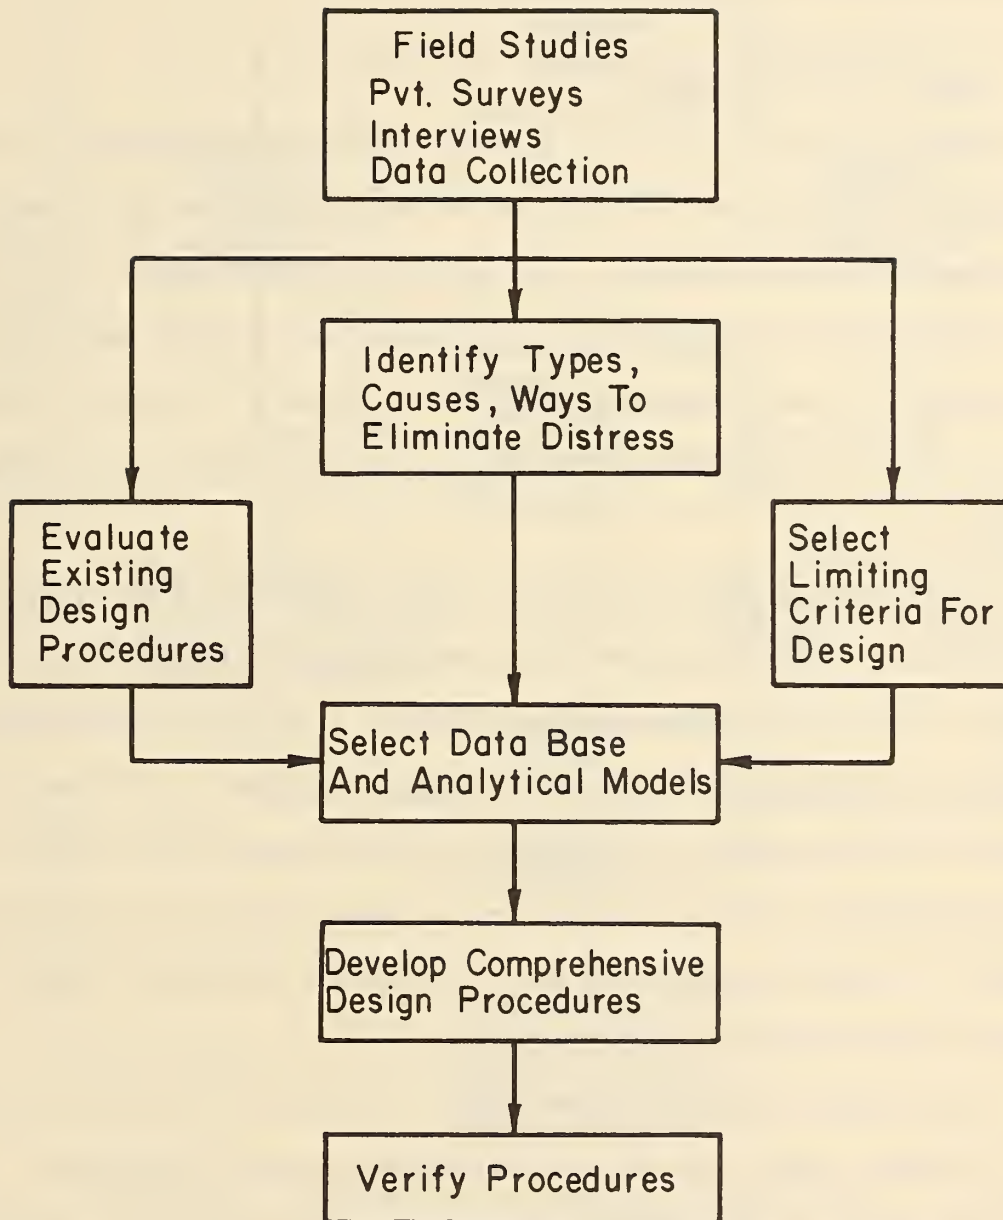 Field Studies
Pvt. Surveys
Interviews
Data Collection
Identify Types,
Causes, Ways To
Eliminate Distress
Evaluate
Existing
Design
Procedures
Select
Limiting
Criteria For
Design
Select Data Base
And Analytical Models
Develop Comprehensive
Design Procedures
Verify Procedures